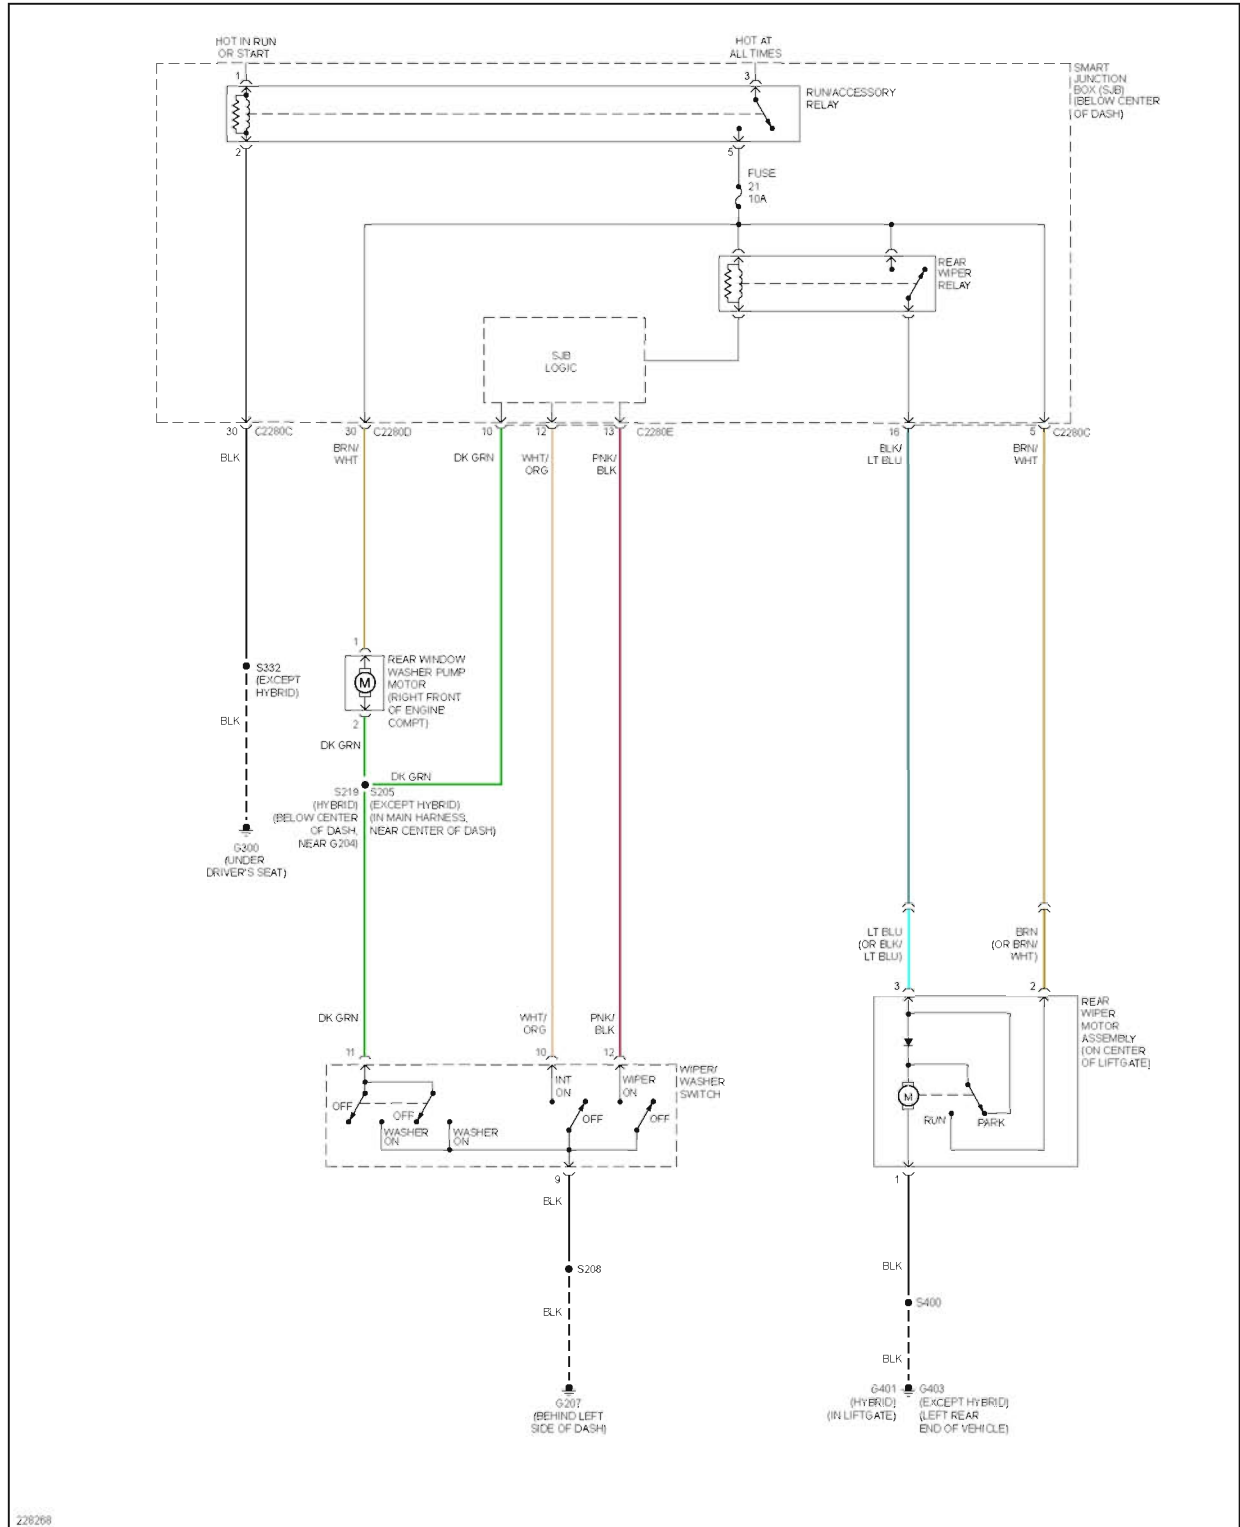 HOT IN RUN
OR START
HOT AT
ALL TIMES
SMART
JUNCTION
BOX (SJB)
(BELOW CENTER
OF DASH)
1
3
RUN/ACCESSORY
RELAY
2
5
FUSE
21
10A
REAR
WIPER
RELAY
SJB
LOGIC
30
C2280C
30
C2280D
10
12
13
C2280E
16
5
C2280C
BLK
BRN/
WHT
DK GRN
WHT/
ORG
PNK/
BLK
BLK/
LT BLU
BRN/
WHT
1
S332
(EXCEPT
HYBRID)
REAR WINDOW
WASHER PUMP
MOTOR
(RIGHT FRONT
OF ENGINE
COMPT)
M
BLK
2
DK GRN
DK GRN
S219
(HYBRID)
(BELOW CENTER
OF DASH,
NEAR G204)
S205
(EXCEPT HYBRID)
(IN MAIN HARNESS,
NEAR CENTER OF DASH)
G300
(UNDER
DRIVER'S SEAT)
LT BLU
(OR BLK/
LT BLU)
BRN
(OR BRN/
WHT)
3
2
DK GRN
WHT/
ORG
PNK/
BLK
REAR
WIPER
MOTOR
ASSEMBLY
(ON CENTER
OF LIFTGATE)
11
10
12
WIPER/
WASHER
SWITCH
INT
ON
WIPER
ON
OFF
OFF
OFF
OFF
WASHER
ON
WASHER
ON
M
RUN
PARK
9
1
BLK
S208
BLK
BLK
S400
BLK
G207
(BEHIND LEFT
SIDE OF DASH)
G401
(HYBRID)
(IN LIFTGATE)
G403
(EXCEPT HYBRID)
(LEFT REAR
END OF VEHICLE)
228268